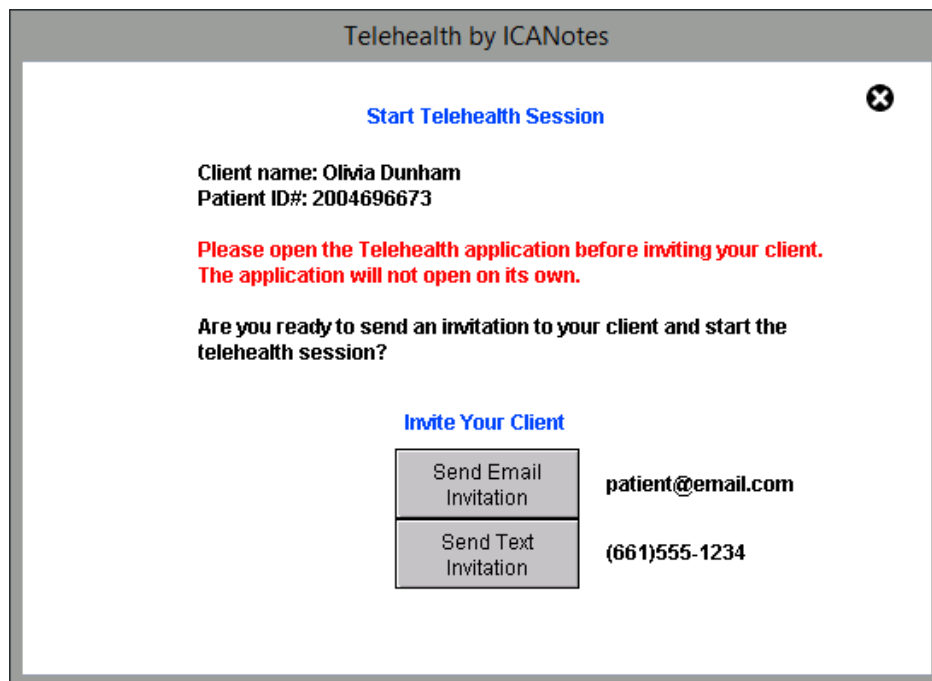 Telehealth by ICANotes
Start Telehealth Session
Client name: Olivia Dunham
Patient ID#: 2004696673
Please open the Telehealth application before inviting your client.
The application will not open on its own.
Are you ready to send an invitation to your client and start the
telehealth session?
Invite Your Client
Send Email
Invitation
patient@email.com
Send Text
Invitation
(661)555-1234